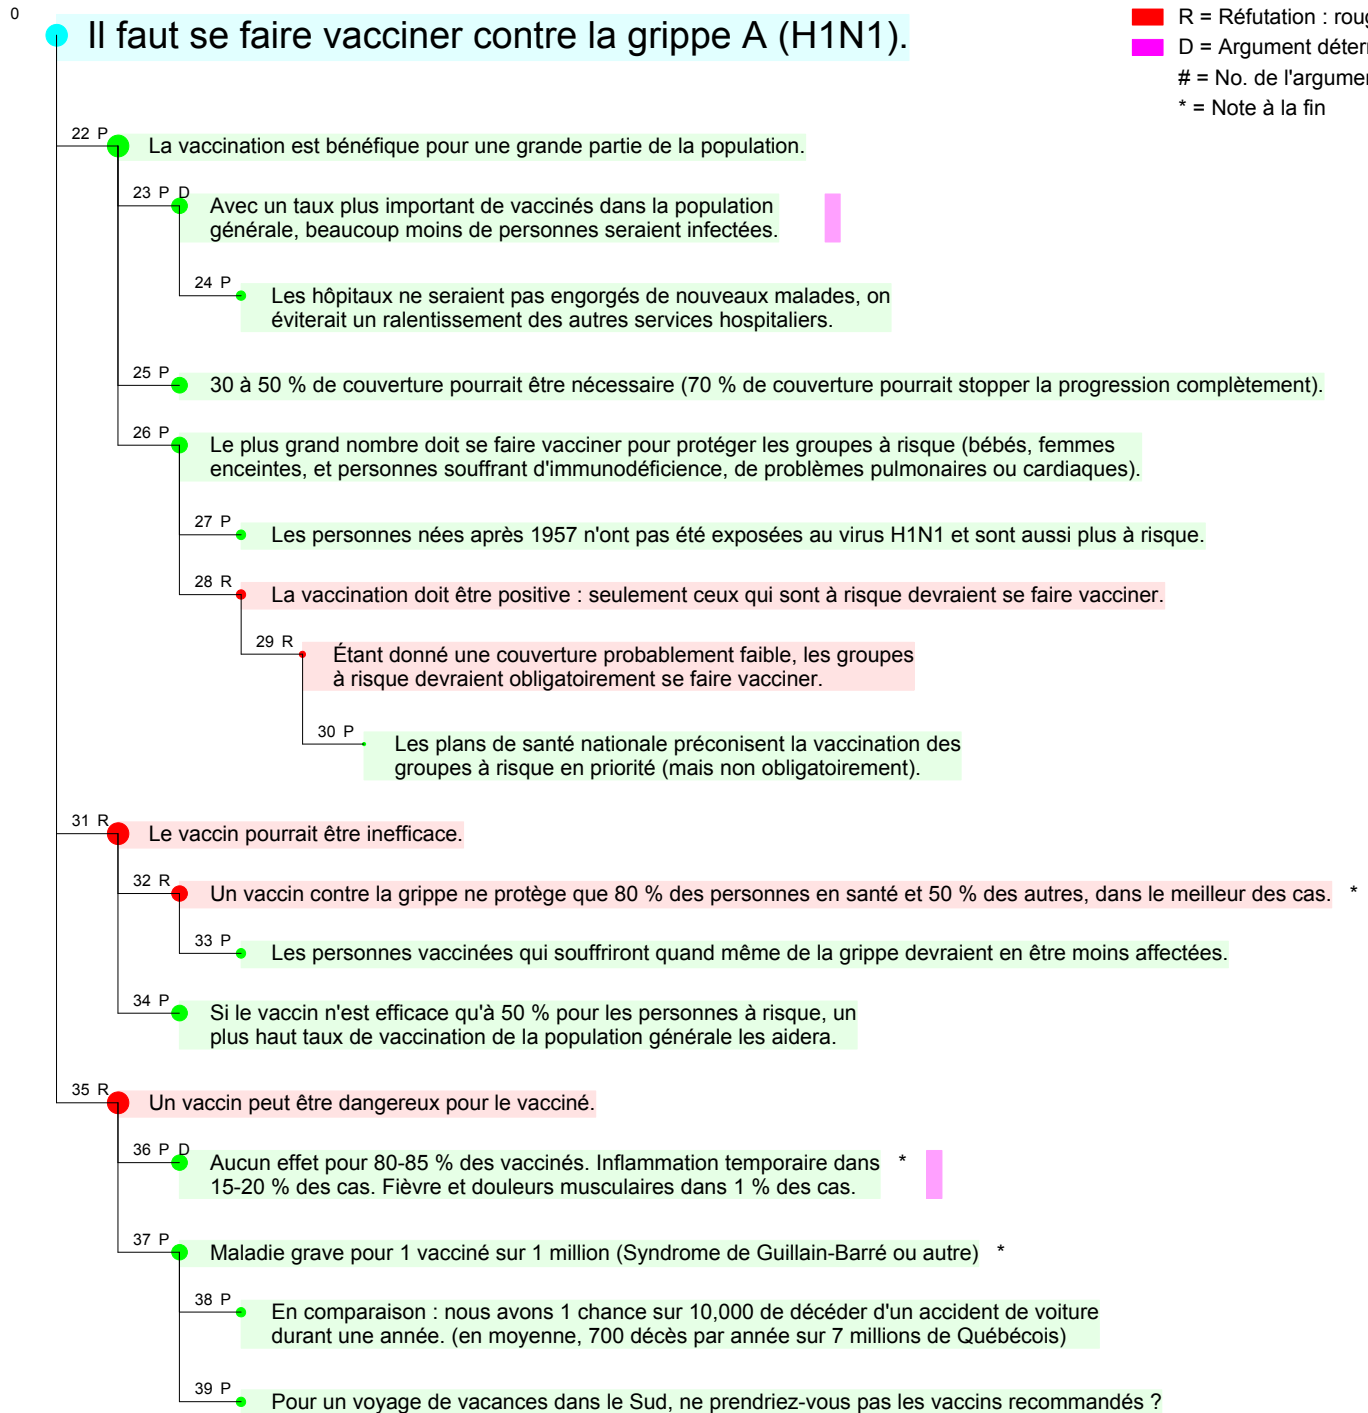 0
Il faut se faire vacciner contre la grippe A (H1N1).
R = Réfutation :
D = Argument
# = No. de
* = Note à la fin
22 P
La vaccination est bénéfique pour une grande partie de la population.
23 P D
Avec un taux plus important de vaccinés dans la population
générale, beaucoup moins de personnes seraient infectées.
24 P
Les hôpitaux ne seraient pas engorgés de nouveaux malades, on
éviterait un ralentissement des autres services hospitaliers.
25 P
30 à 50 % de couverture pourrait être nécessaire (70 % de couverture pourrait stopper la progression complètement).
26 P
Le plus grand nombre doit se faire vacciner pour protéger les groupes à risque (bébés, femmes
enceintes, et personnes souffrant d'immunodéficience, de problèmes pulmonaires ou cardiaques).
27 P
Les personnes nées après 1957 n'ont pas été exposées au virus H1N1 et sont aussi plus à risque.
28 R
La vaccination doit être positive : seulement ceux qui sont à risque devraient se faire vacciner.
29 R
Étant donné une couverture probablement faible, les groupes
à risque devraient obligatoirement se faire vacciner.
30 P
Les plans de santé nationale préconisent la vaccination des
groupes à risque en priorité (mais non obligatoirement).
31 R
Le vaccin pourrait être inefficace.
32 R
Un vaccin contre la grippe ne protège que 80 % des personnes en santé et 50 % des autres, dans le meilleur des cas. *
33 P
Les personnes vaccinées qui souffriront quand même de la grippe devraient en être moins affectées.
34 P
Si le vaccin n'est efficace qu'à 50 % pour les personnes à risque, un
plus haut taux de vaccination de la population générale les aidera.
35 R
Un vaccin peut être dangereux pour le vacciné.
36 P D
Aucun effet pour 80-85 % des vaccinés. Inflammation temporaire dans *
15-20 % des cas. Fièvre et douleurs musculaires dans 1 % des cas.
37 P
Maladie grave pour 1 vacciné sur 1 million (Syndrome de Guillain-Barré ou autre) *
38 P
En comparaison : nous avons 1 chance sur 10,000 de décéder d'un accident de voiture
durant une année. (en moyenne, 700 décès par année sur 7 millions de Québécois)
39 P
Pour un voyage de vacances dans le Sud, ne prendriez-vous pas les vaccins recommandés ?